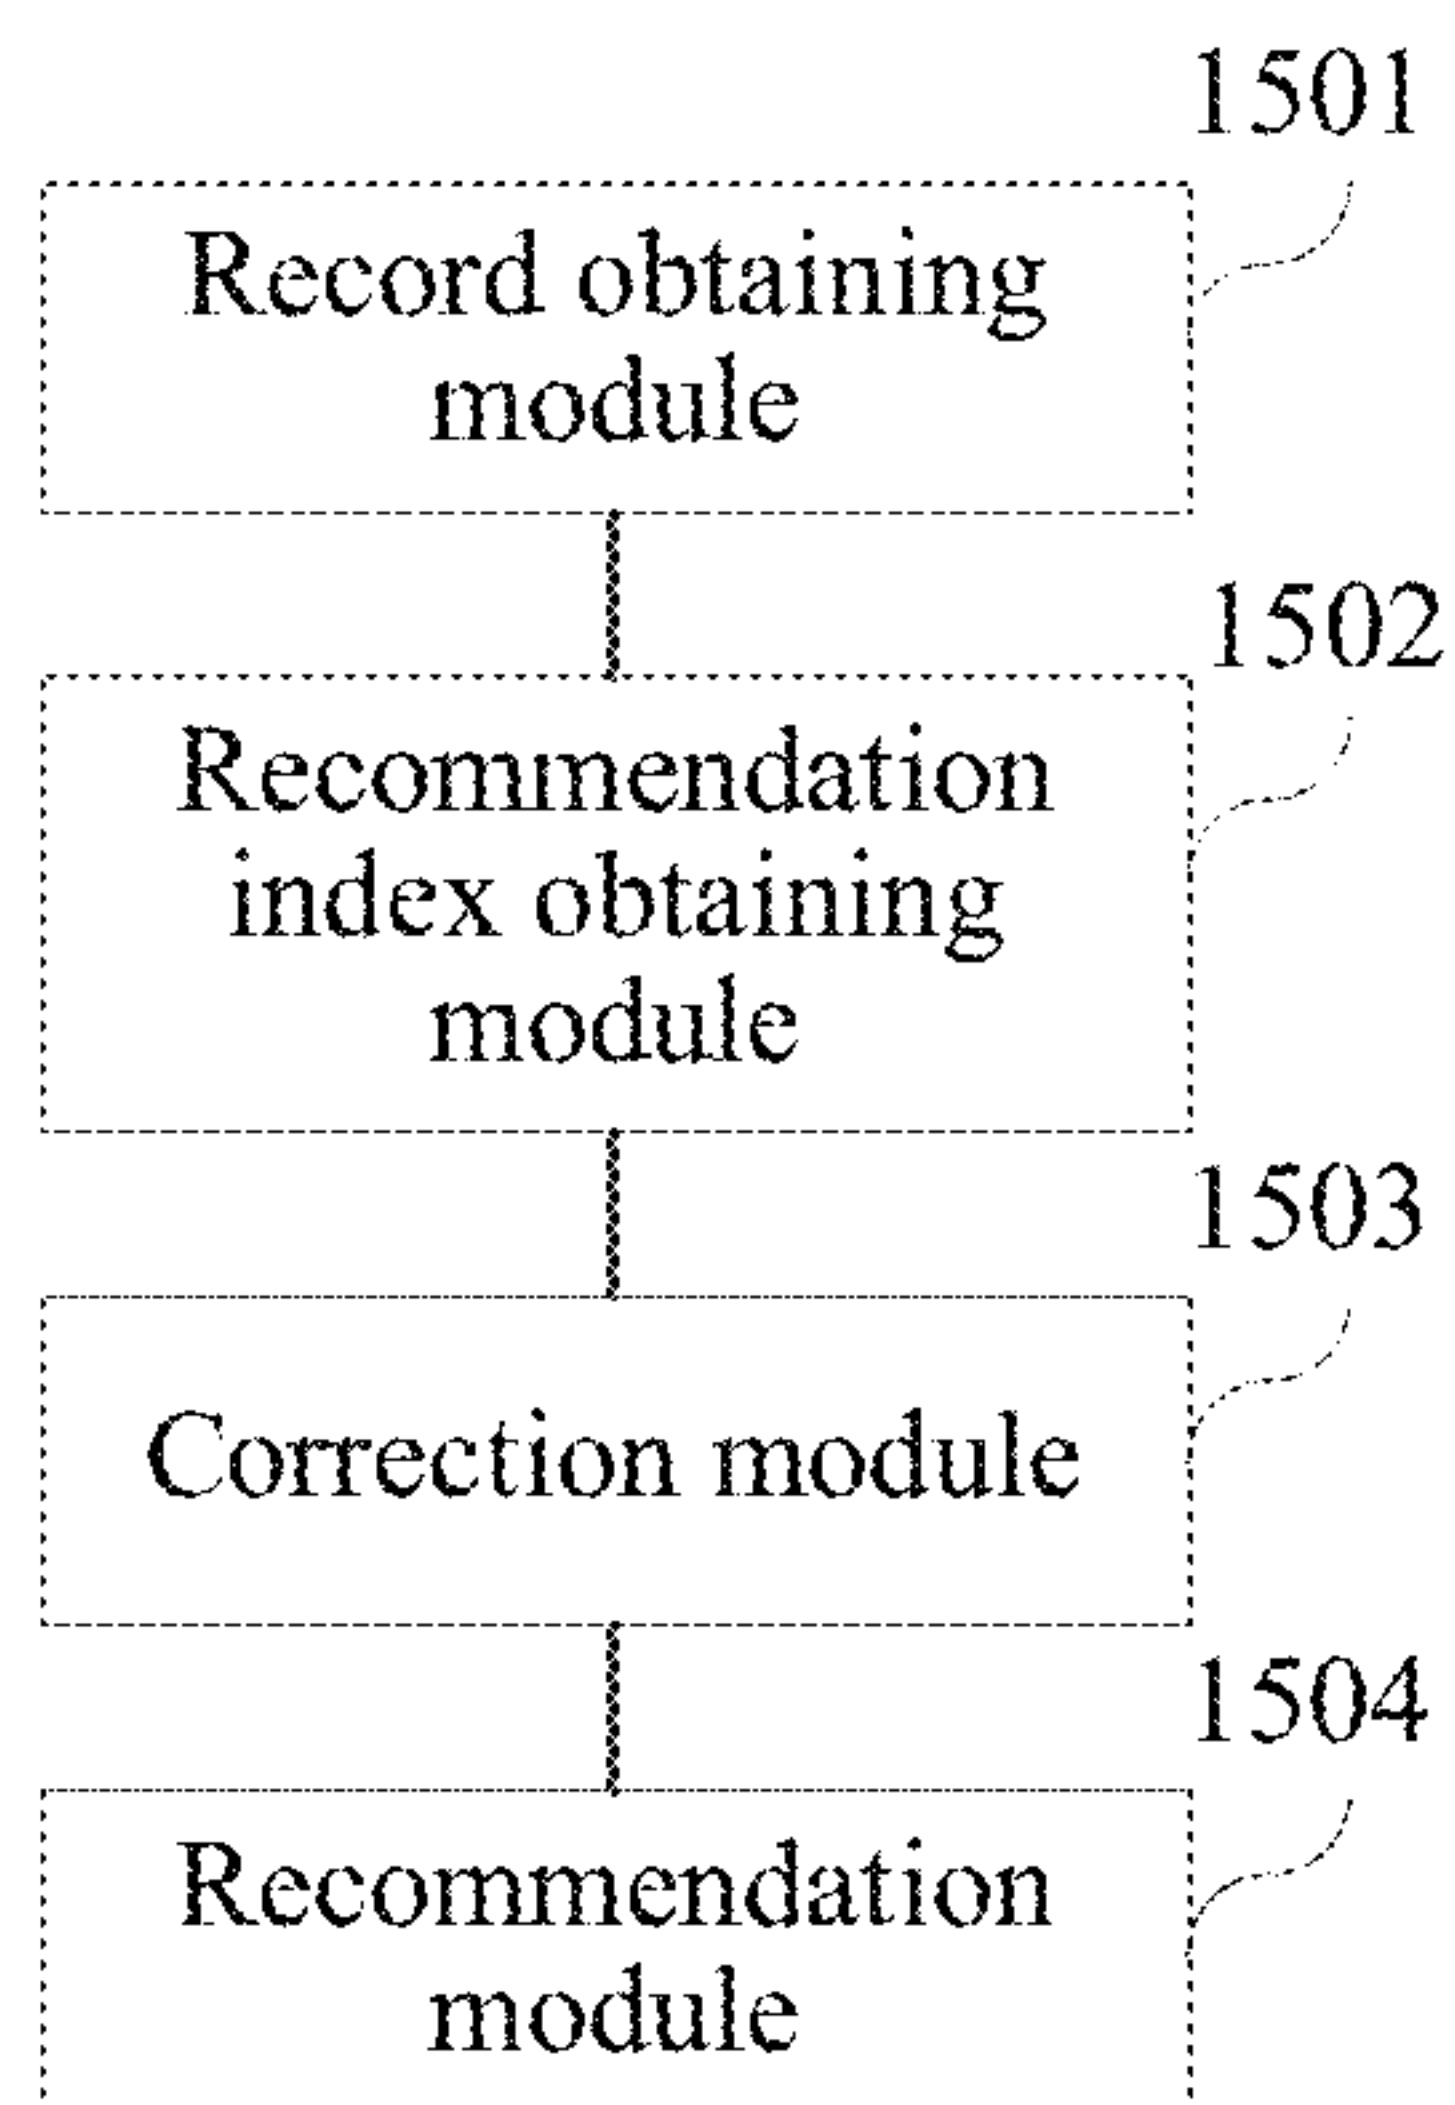 1501
Record obtaining
module
1502
Recommendation
index obtaining
module
1503
Correction module
1504
Recommendation
module